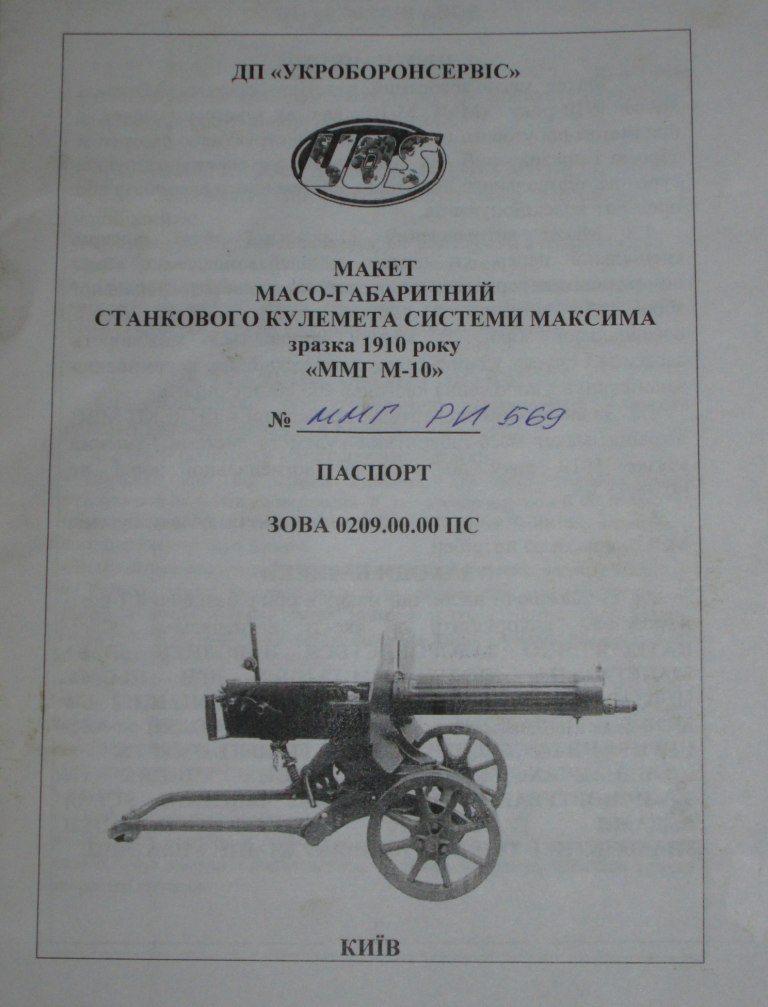 ДП «УКРОБОРОНСЕРВІС»
УОS
МАКЕТ
МАСО-ГАБАРИТНИЙ
СТАНКОВОГО КУЛЕМЕТА СИСТЕМИ МАКСИМА
зразка 1910 року
«ММГ М-10»
№ ММГ РИ 569
ПАСПОРТ
ЗОВА 0209.00.00 ПС
КИЇВ